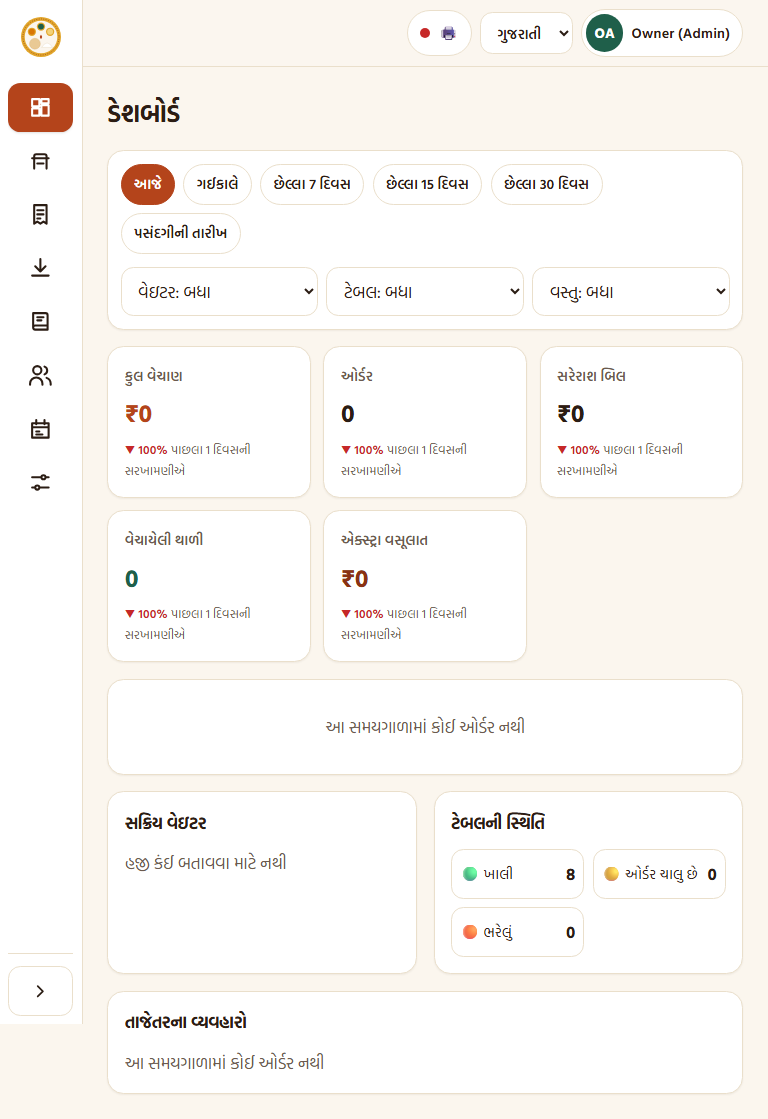 ગુજરાતી
OA Owner (Admin)
ડેશબોર્ડ
આજે ગઈકાલે છેલ્લા 7 દિવસ છેલ્લા 15 દિવસ છેલ્લા 30 દિવસ
પસંદગીની તારીખ
વેઇટર: બધા ટેબલ: બધા વસ્તુ: બધા
કુલ વેચાણ
₹0
▼ 100% પાછલા 1 દિવસની
સરખામણીએ
ઓર્ડર
0
▼ 100% પાછલા 1 દિવસની
સરખામણીએ
સરેરાશ બિલ
₹0
▼ 100% પાછલા 1 દિવસની
સરખામણીએ
વેચાયેલી થાળી
0
▼ 100% પાછલા 1 દિવસની
સરખામણીએ
એક્સ્ટ્રા વસૂલાત
₹0
▼ 100% પાછલા 1 દિવસની
સરખામણીએ
આ સમયગાળામાં કોઈ ઓર્ડર નથી
સક્રિય વેઇટર
હજી કંઈ બતાવવા માટે નથી
ટેબલની સ્થિતિ
ખાલી 8
ઓર્ડર ચાલુ છે 0
ભરેલું 0
તાજેતરના વ્યવહારો
આ સમયગાળામાં કોઈ ઓર્ડર નથી